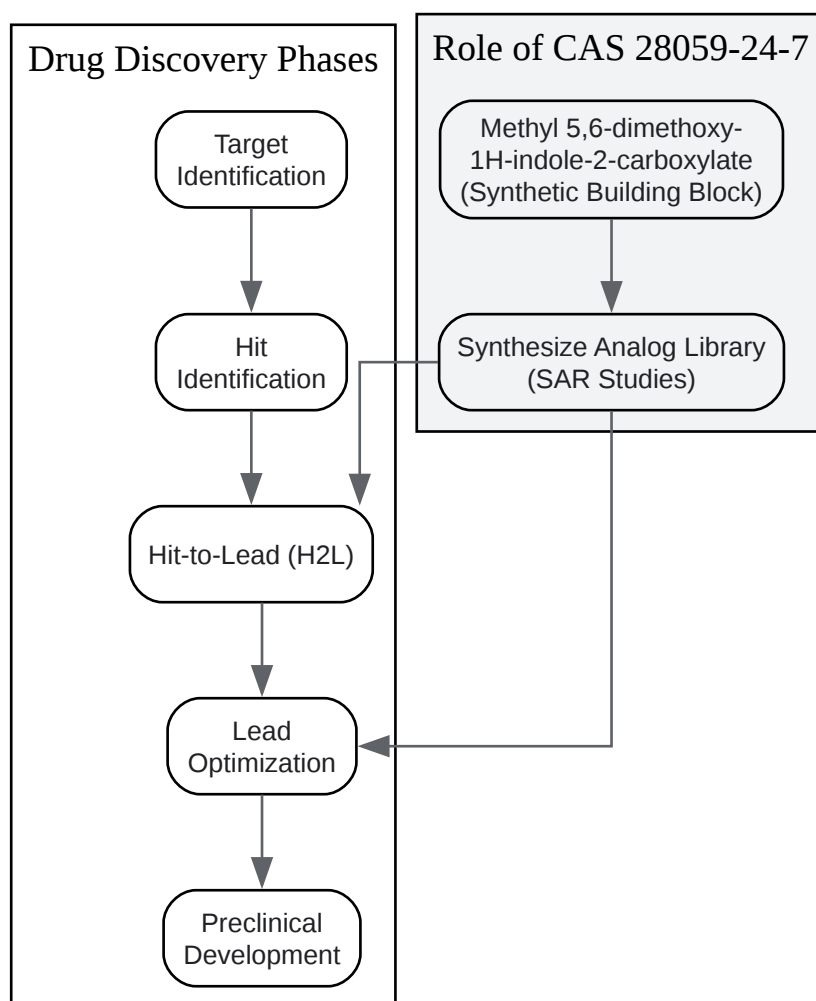 Drug Discovery Phases
Target
Identification
Hit
Identification
Hit-to-Lead (H2L)
Lead
Optimization
Preclinical
Development
Role of CAS 28059-24-7
Methyl 5,6-dimethoxy-
1H-indole-2-carboxylate
(Synthetic Building Block)
Synthesize Analog Library
(SAR Studies)